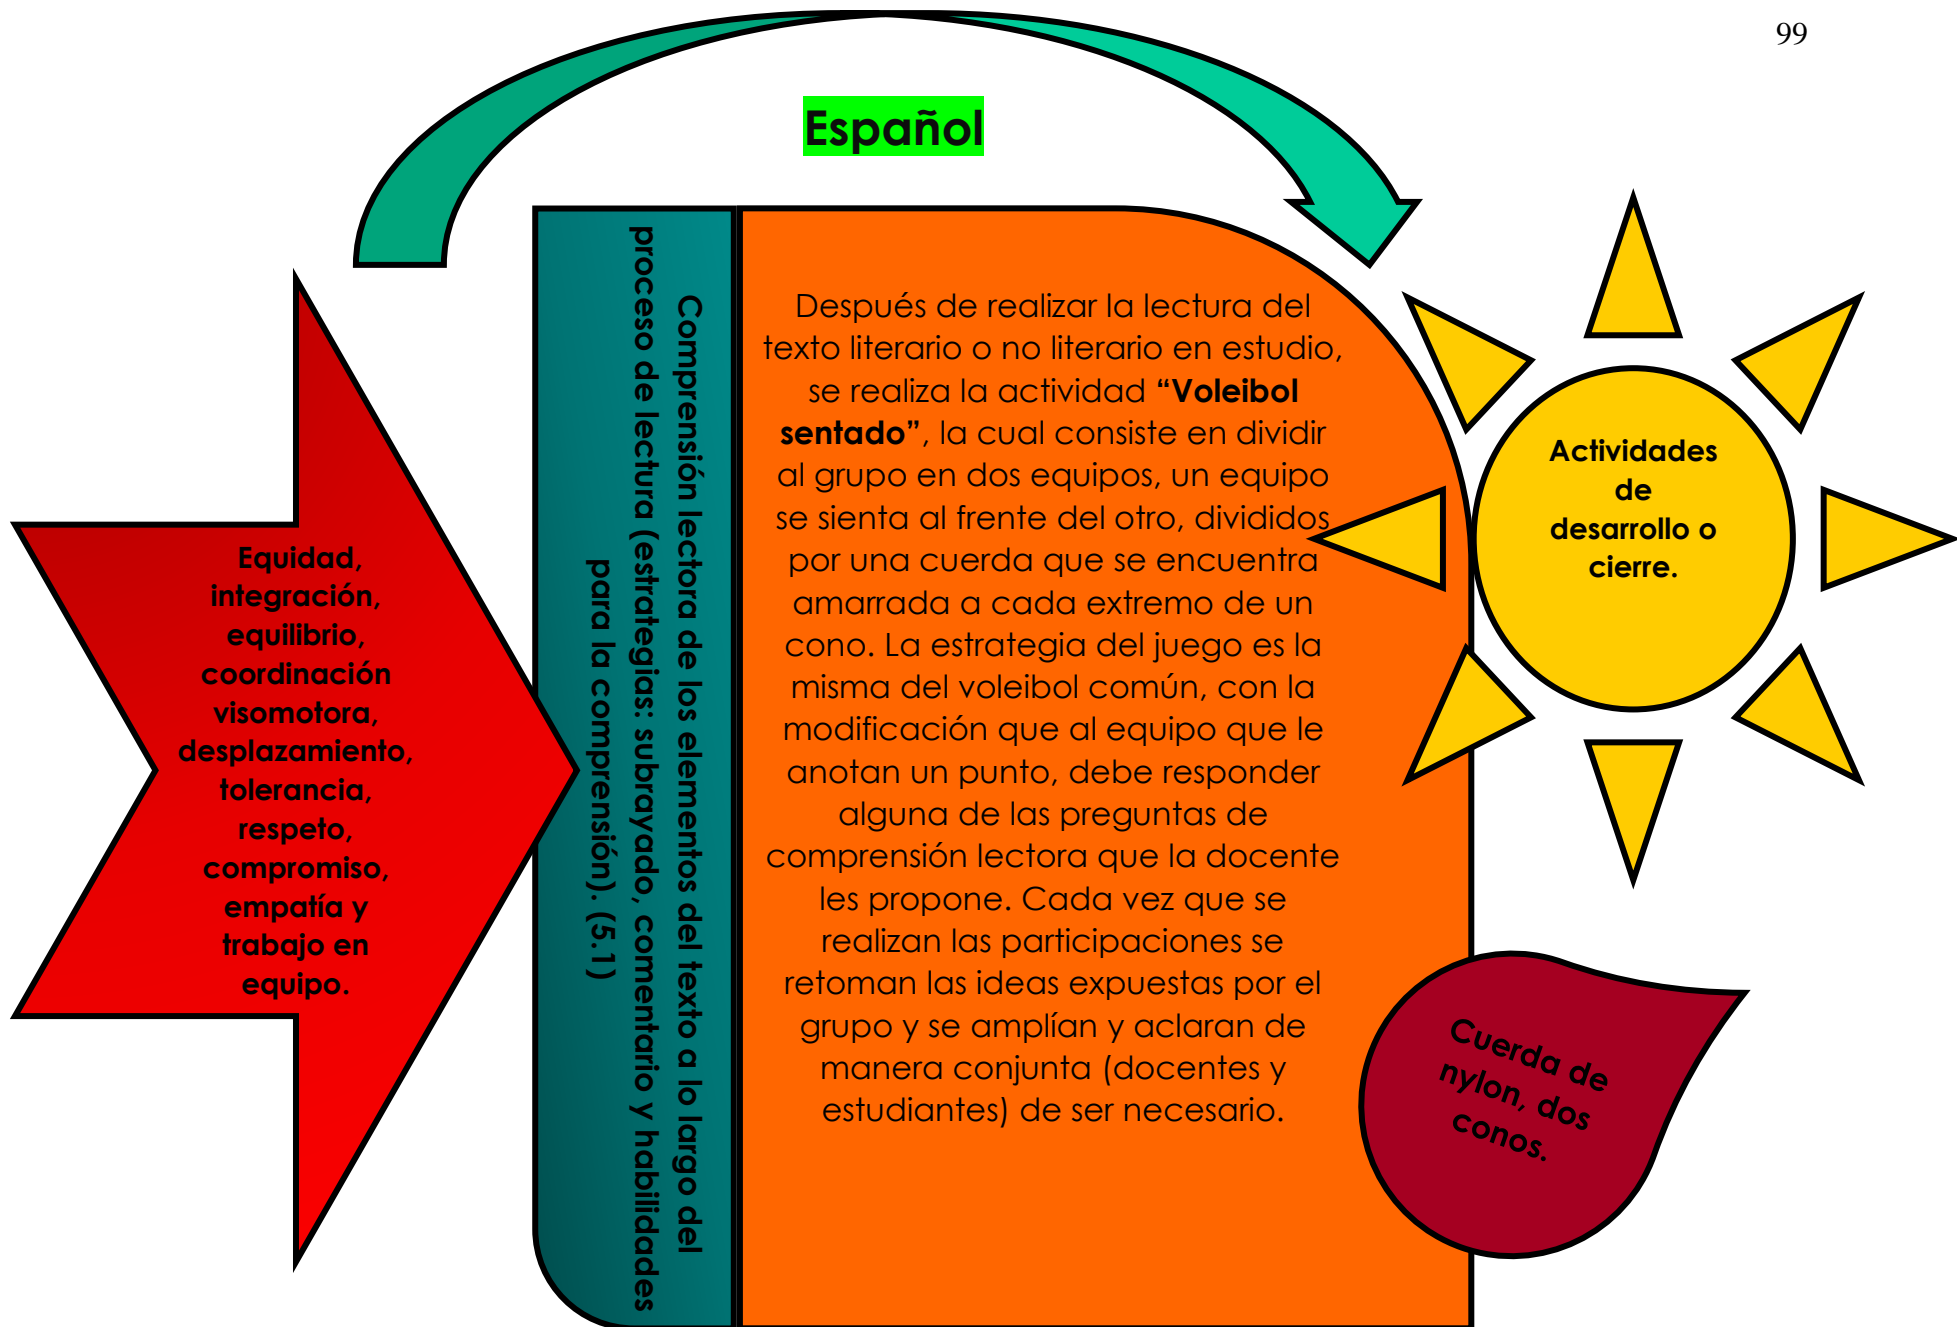 99
Español
Equidad,
integración,
equilibrio,
coordinación
visomotora,
desplazamiento,
tolerancia,
respeto,
compromiso,
empatía y
trabajo en
equipo.
Comprensión lectora de los elementos del texto a lo largo del
proceso de lectura (estrategias: subrayado, comentario y habilidades
para la comprensión). (5.1)
Después de realizar la lectura del
texto literario o no literario en estudio,
se realiza la actividad “Voleibol
sentado”, la cual consiste en dividir
al grupo en dos equipos, un equipo
se sienta al frente del otro, divididos
por una cuerda que se encuentra
amarrada a cada extremo de un
cono. La estrategia del juego es la
misma del voleibol común, con la
modificación que al equipo que le
anotan un punto, debe responder
alguna de las preguntas de
comprensión lectora que la docente
les propone. Cada vez que se
realizan las participaciones se
retoman las ideas expuestas por el
grupo y se amplían y aclaran de
manera conjunta (docentes y
estudiantes) de ser necesario.
Actividades
de
desarrollo o
cierre.
Cuerda de
nylon, dos
conos.